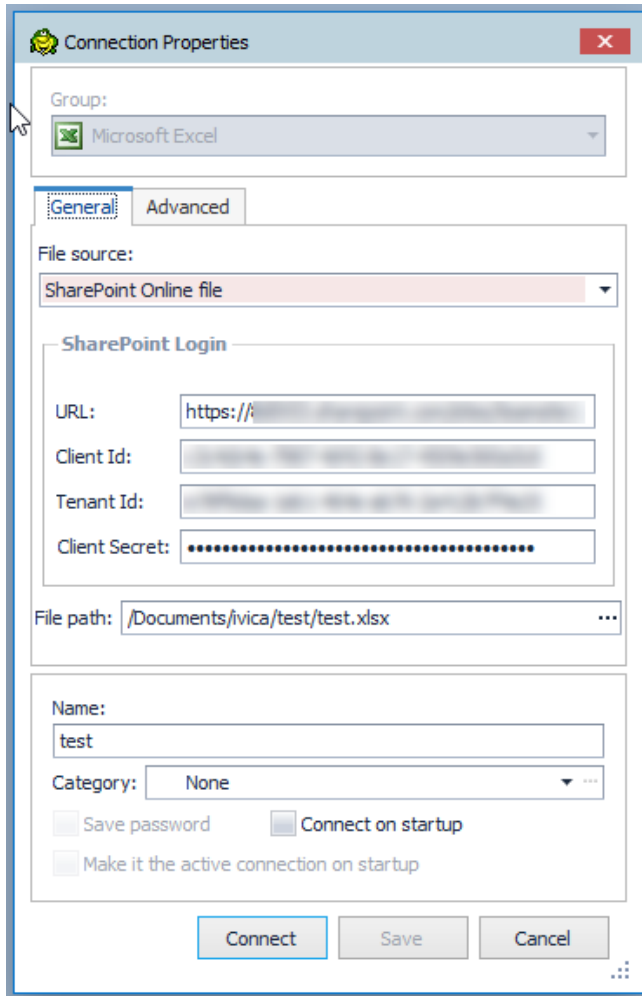 Connection Properties
Group:
Microsoft Excel
General Advanced
File source:
SharePoint Online file
SharePoint Login
URL: https://
Client Id:
Tenant Id:
Client Secret: ••••••••••••••••••••••••••••••••••••••••
File path: /Documents/ivica/test/test.xlsx ...
Name:
test
Category: None ...
Save password Connect on startup
Make it the active connection on startup
Connect Save Cancel